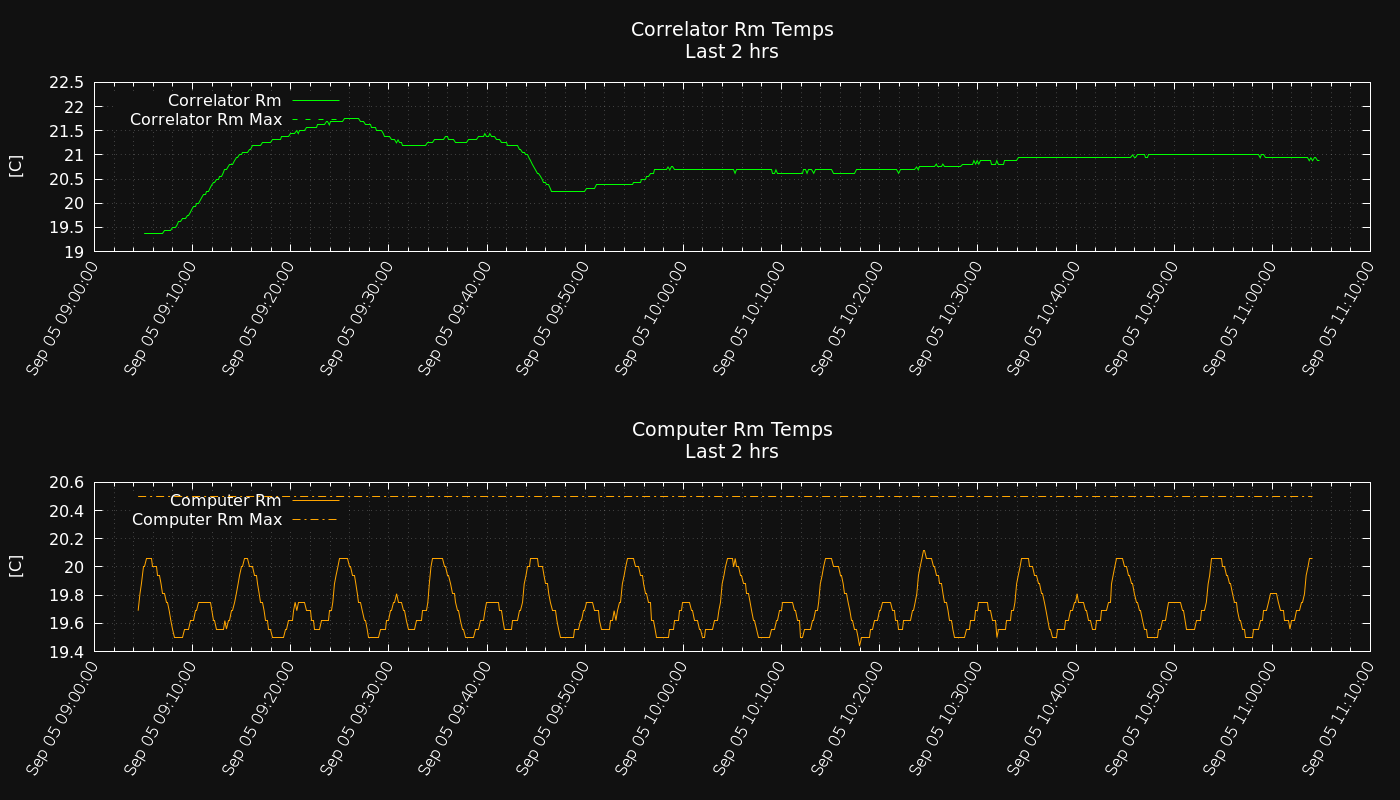 Correlator Rm Temps
Last 2 hrs
22.5
22
21.5
21
20.5
20
19.5
19
[C]
Correlator Rm
Correlator Rm Max
Sep 05 09:00:00
Sep 05 09:10:00
Sep 05 09:20:00
Sep 05 09:30:00
Sep 05 09:40:00
Sep 05 09:50:00
Sep 05 10:00:00
Sep 05 10:10:00
Sep 05 10:20:00
Sep 05 10:30:00
Sep 05 10:40:00
Sep 05 10:50:00
Sep 05 11:00:00
Sep 05 11:10:00
Computer Rm Temps
Last 2 hrs
20.6
20.4
20.2
20
19.8
19.6
19.4
[C]
Computer Rm
Computer Rm Max
Sep 05 09:00:00
Sep 05 09:10:00
Sep 05 09:20:00
Sep 05 09:30:00
Sep 05 09:40:00
Sep 05 09:50:00
Sep 05 10:00:00
Sep 05 10:10:00
Sep 05 10:20:00
Sep 05 10:30:00
Sep 05 10:40:00
Sep 05 10:50:00
Sep 05 11:00:00
Sep 05 11:10:00